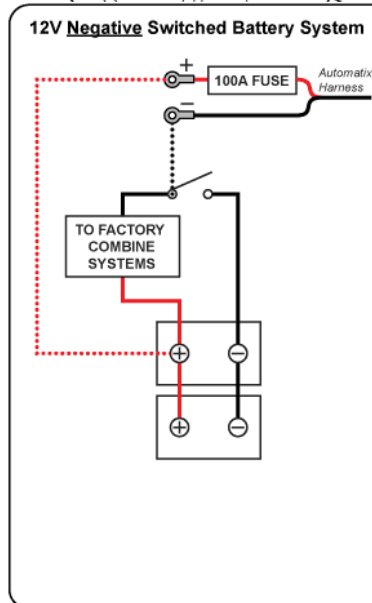 12V Negative Switched Battery System
+
100A FUSE
Automatix
Harness
−
TO FACTORY
COMBINE
SYSTEMS
+ −
+ −